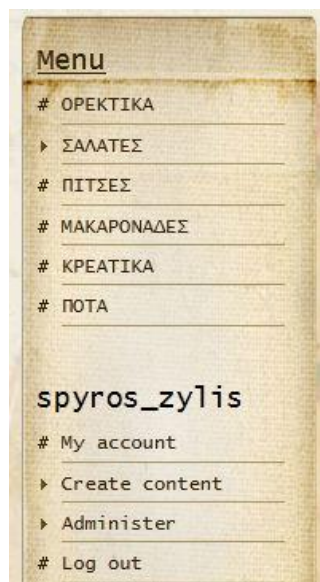 Menu
# ΟΡΕΚΤΙΚΑ
ΣΑΛΑΤΕΣ
# ΠΙΤΣΕΣ
# ΜΑΚΑΡΟΝΑΔΕΣ
# ΚΡΕΑΤΙΚΑ
# ΠΟΤΑ
spyros_zylis
# My account
Create content
Administer
# Log out